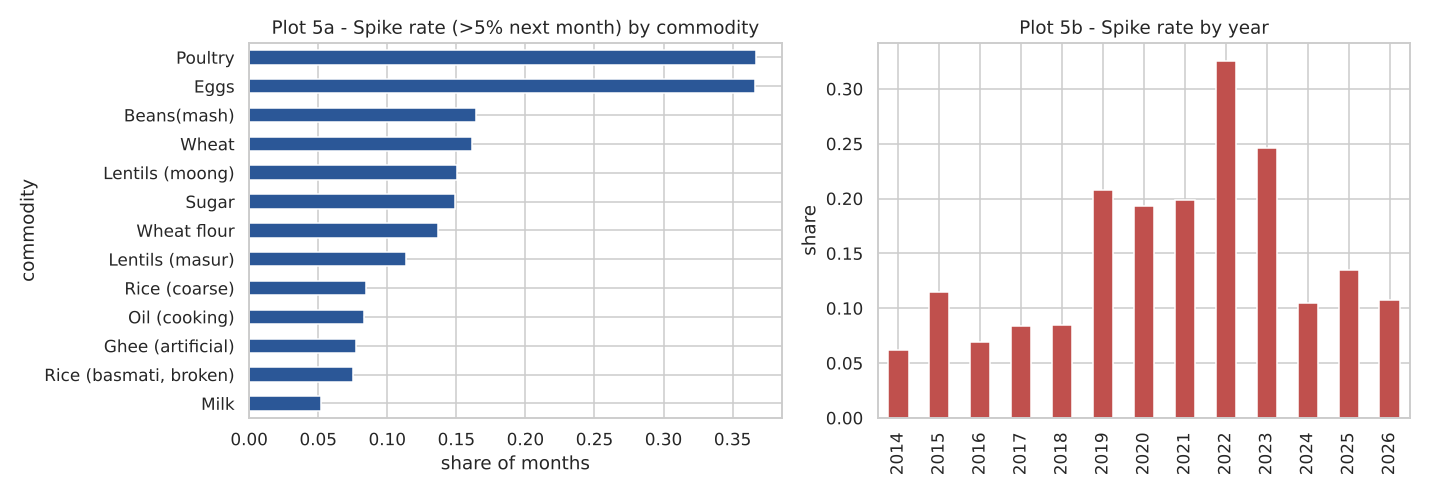 Plot 5a - Spike rate (>5% next month) by commodity
commodity
Poultry
Eggs
Beans(mash)
Wheat
Lentils (moong)
Sugar
Wheat flour
Lentils (masur)
Rice (coarse)
Oil (cooking)
Ghee (artificial)
Rice (basmati, broken)
Milk
0.00 0.05 0.10 0.15 0.20 0.25 0.30 0.35
share of months
Plot 5b - Spike rate by year
share
0.30
0.25
0.20
0.15
0.10
0.05
0.00
2014 2015 2016 2017 2018 2019 2020 2021 2022 2023 2024 2025 2026